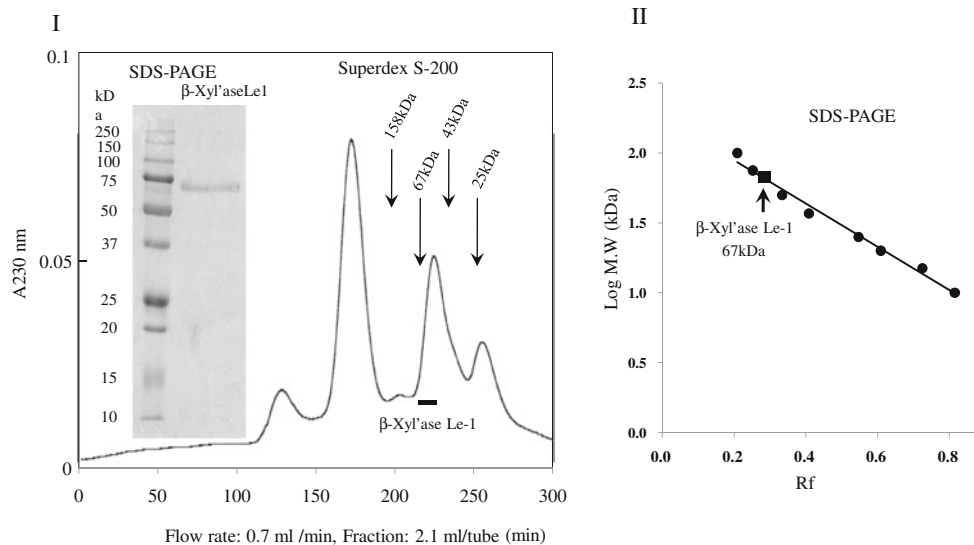 I
II
0.1
SDS-PAGE
Superdex S-200
β-Xyl'aseLe1
kD
a
250
150
100
75
50
37
25
20
15
10
158kDa
67kDa
43kDa
25kDa
A230 nm
0.05
0
β-Xyl'ase Le-1
0
50
100
150
200
250
300
Flow rate: 0.7 ml /min, Fraction: 2.1 ml/tube (min)
SDS-PAGE
2.5
2.0
1.5
1.0
0.5
0.0
Log M.W (kDa)
β-Xyl'ase Le-1
67kDa
0.0
0.2
0.4
0.6
0.8
Rf